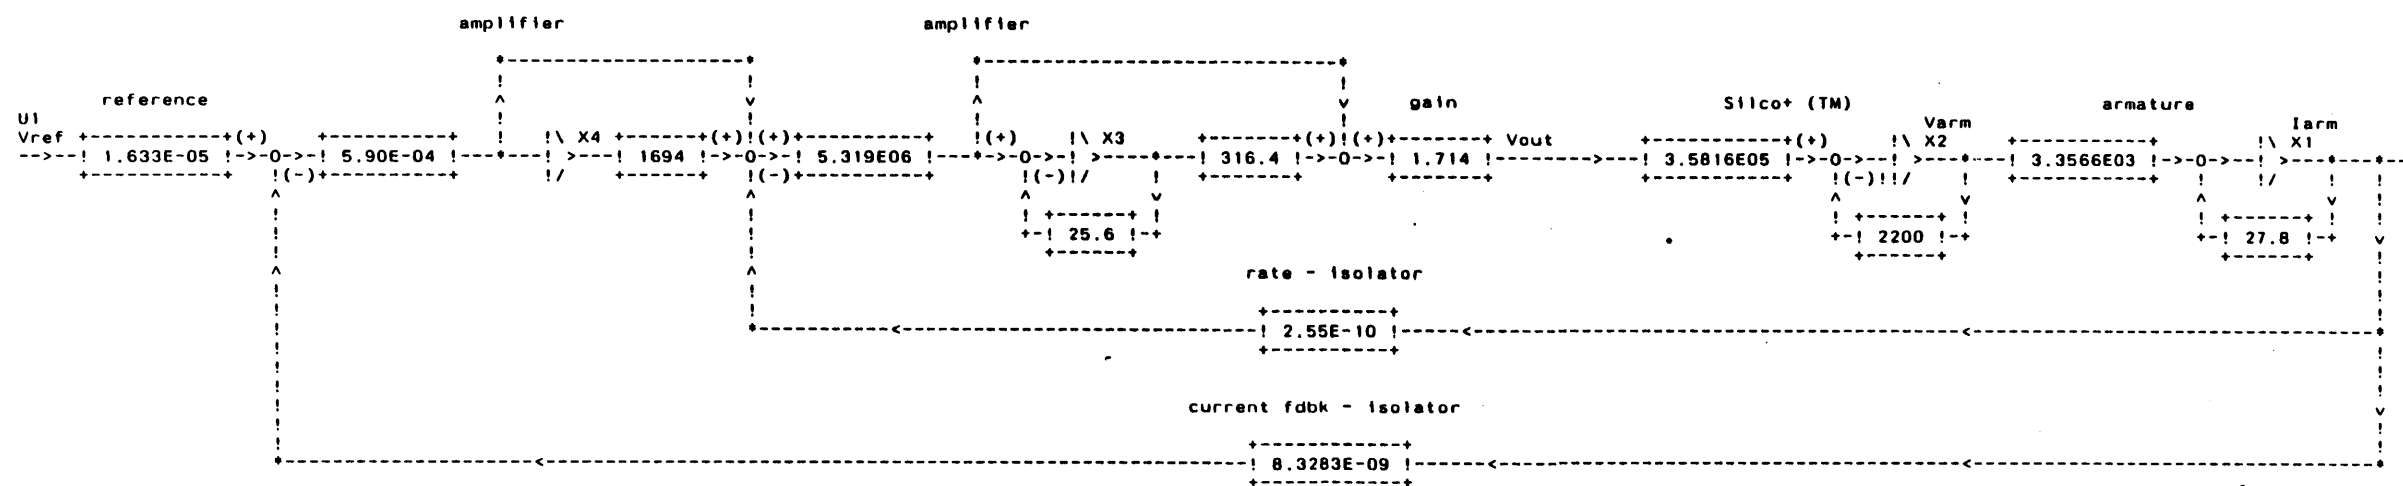 amplifier amplifier
reference gain Silco+ (TM) armature
U1 Varm Iarm
Vref (+) X4 (+) (+) (+) X3 (+) (+) Vout (+) X2 X1
1.633E-05 5.90E-04 1694 5.319E06 316.4 1.714 3.5816E05 3.3566E03
(-) (-) (-) (-)
25.6 2200 27.8
rate - isolator
2.55E-10
current fdbk - isolator
8.3283E-09